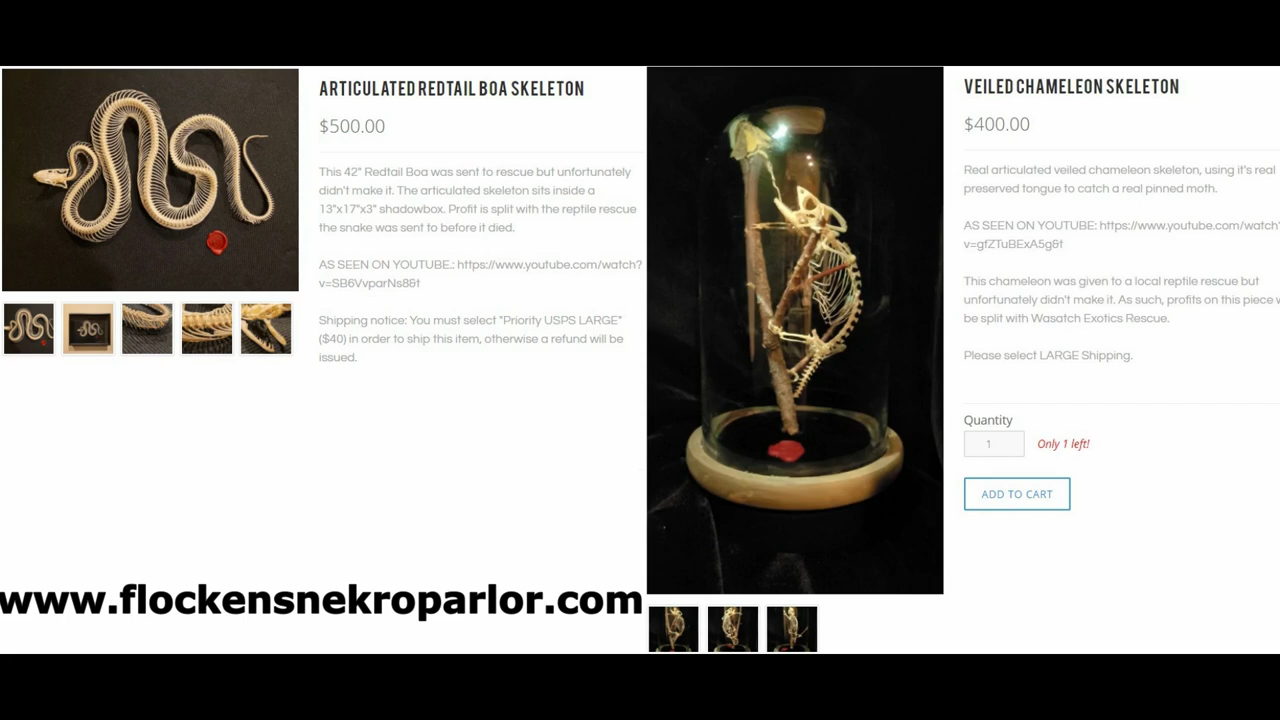 ARTICULATED REDTAIL BOA SKELETON
$500.00
This 42" Redtail Boa was sent to rescue but unfortunately
didn't make it. The articulated skeleton sits inside a
13"x17"x3" shadowbox. Profit is split with the reptile rescue
the snake was sent to before it died.
AS SEEN ON YOUTUBE.: https://www.youtube.com/watch?
v=SB6VvparNs8&t
Shipping notice: You must select "Priority USPS LARGE"
($40) in order to ship this item, otherwise a refund will be
issued.
www.flockensnekroparlor.com
VEILED CHAMELEON SKELETON
$400.00
Real articulated veiled chameleon skeleton, using it's real
preserved tongue to catch a real pinned moth.
AS SEEN ON YOUTUBE: https://www.youtube.com/watch?
v=gfZTuBExA5g&t
This chameleon was given to a local reptile rescue but
unfortunately didn't make it. As such, profits on this piece w
be split with Wasatch Exotics Rescue.
Please select LARGE Shipping.
Quantity
1 Only 1 left!
ADD TO CART